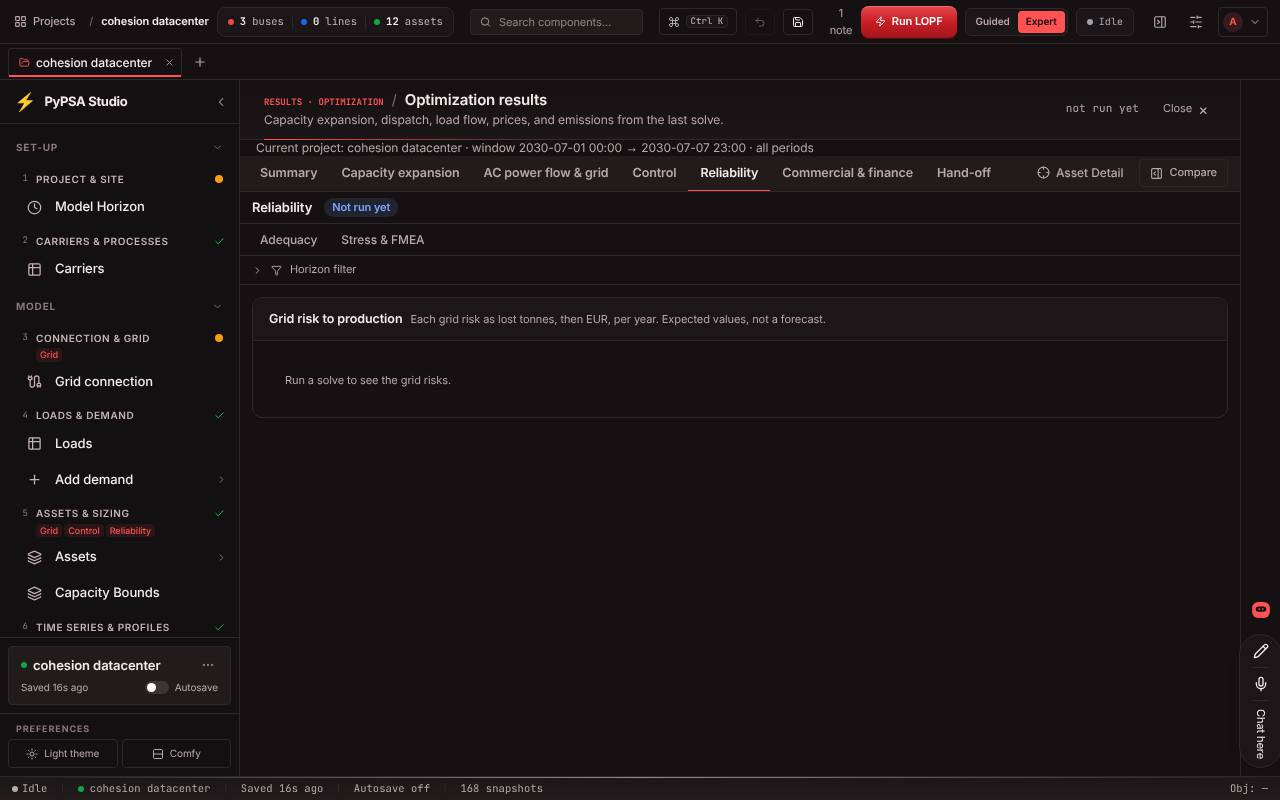 Projects / cohesion datacenter
3 buses 0 lines 12 assets
Search components...
⌘ Ctrl K
1 note
Run LOPF
Guided Expert
Idle
A
cohesion datacenter × +
PyPSA Studio
SET-UP
1 PROJECT & SITE
Model Horizon
2 CARRIERS & PROCESSES
Carriers
MODEL
3 CONNECTION & GRID
Grid
Grid connection
4 LOADS & DEMAND
Loads
Add demand
5 ASSETS & SIZING
Grid Control Reliability
Assets
Capacity Bounds
6 TIME SERIES & PROFILES
cohesion datacenter ...
Saved 16s ago Autosave
PREFERENCES
Light theme Comfy
RESULTS · OPTIMIZATION / Optimization results
Capacity expansion, dispatch, load flow, prices, and emissions from the last solve.
not run yet Close ×
Current project: cohesion datacenter · window 2030-07-01 00:00 → 2030-07-07 23:00 · all periods
Summary Capacity expansion AC power flow & grid Control Reliability Commercial & finance Hand-off Asset Detail Compare
Reliability Not run yet
Adequacy Stress & FMEA
Horizon filter
Grid risk to production Each grid risk as lost tonnes, then EUR, per year. Expected values, not a forecast.
Run a solve to see the grid risks.
Chat here
Idle cohesion datacenter Saved 16s ago Autosave off 168 snapshots Obj: —